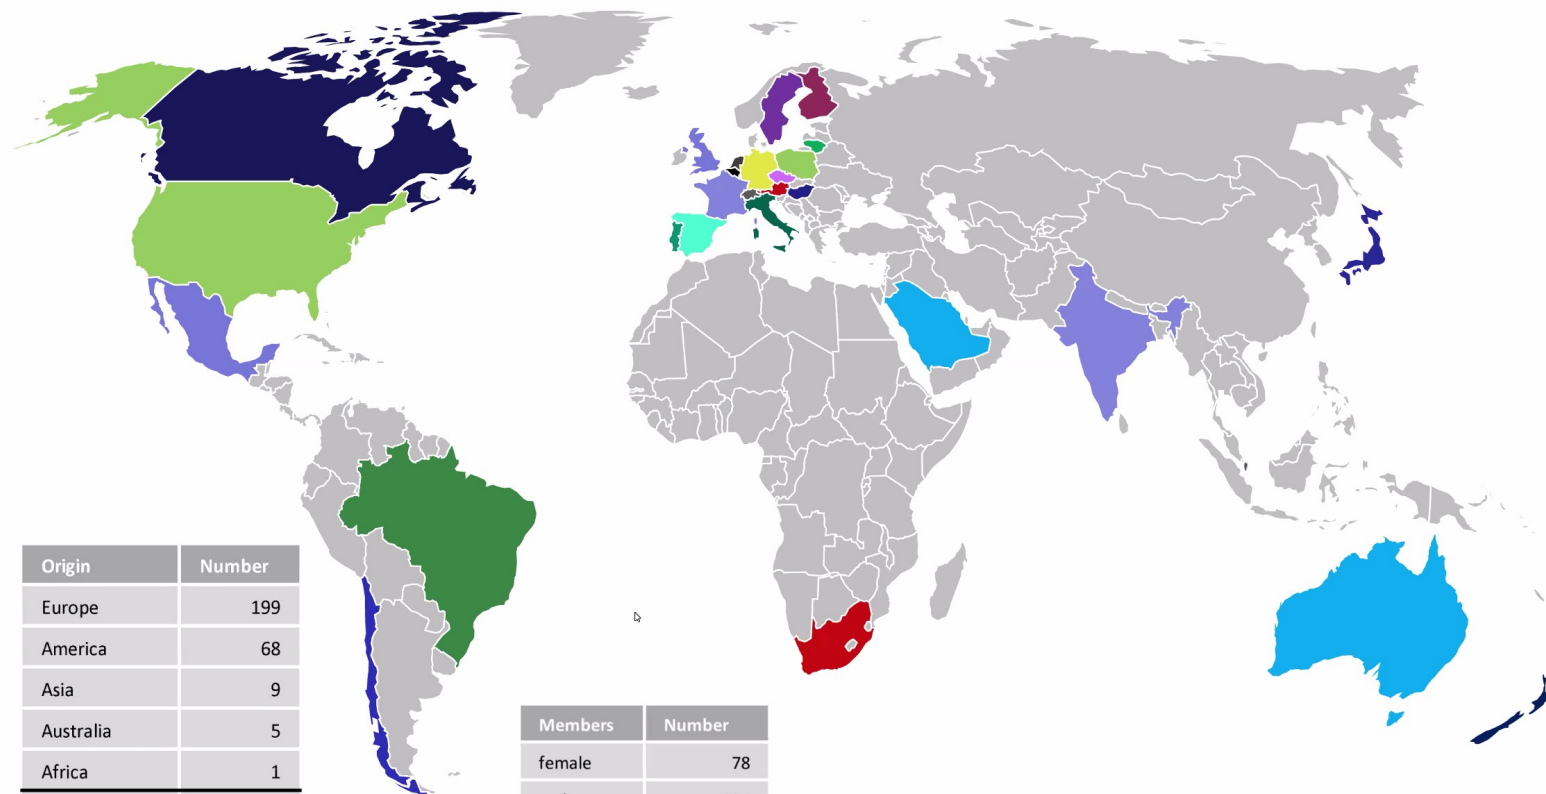 Origin Number
Europe 199
America 68
Asia 9
Australia 5
Africa 1
Members Number
female 78